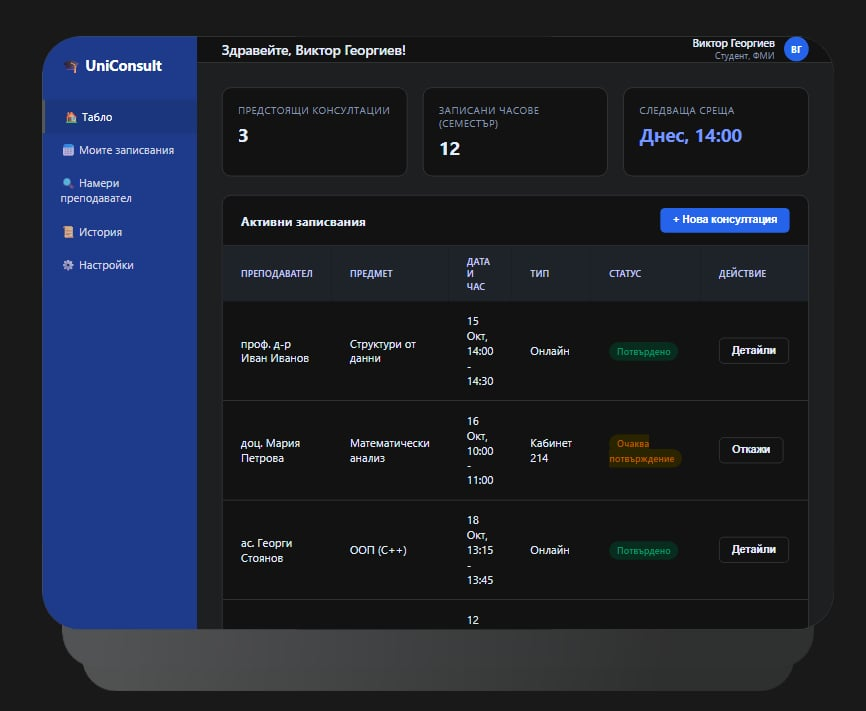 UniConsult
Табло
Моите записвания
Намери
преподавател
История
Настройки
Здравейте, Виктор Георгиев!
Виктор Георгиев
Студент, ФМИ
ВГ
ПРЕДСТОЯЩИ КОНСУЛТАЦИИ
3
ЗАПИСАНИ ЧАСОВЕ
(СЕМЕСТЪР)
12
СЛЕДВАЩА СРЕЩА
Днес, 14:00
Активни записвания
+ Нова консултация
ПРЕПОДАВАТЕЛ
ПРЕДМЕТ
ДАТА
И
ЧАС
ТИП
СТАТУС
ДЕЙСТВИЕ
проф. д-р
Иван Иванов
Структури от
данни
15
Окт,
14:00
-
14:30
Онлайн
Потвърдено
Детайли
доц. Мария
Петрова
Математически
анализ
16
Окт,
10:00
-
11:00
Кабинет
214
Очаква
потвърждение
Откажи
ас. Георги
Стоянов
ООП (C++)
18
Окт,
13:15
-
13:45
Онлайн
Потвърдено
Детайли
12